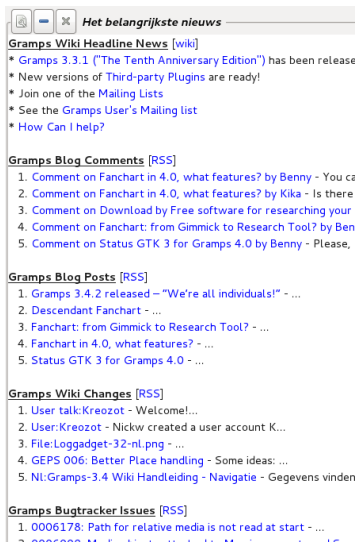 Het belangrijkste nieuws
Gramps Wiki Headline News [wiki]
* Gramps 3.3.1 ("The Tenth Anniversary Edition") has been release
* New versions of Third-party Plugins are ready!
* Join one of the Mailing Lists
* See the Gramps User's Mailing list
* How Can I help?
Gramps Blog Comments [RSS]
1. Comment on Fanchart in 4.0, what features? by Benny - You ca
2. Comment on Fanchart in 4.0, what features? by Kika - Is there
3. Comment on Download by Free software for researching your
4. Comment on Fanchart: from Gimmick to Research Tool? by Ben
5. Comment on Status GTK 3 for Gramps 4.0 by Benny - Please,
Gramps Blog Posts [RSS]
1. Gramps 3.4.2 released – “We’re all individuals!” - ...
2. Descendant Fanchart - ...
3. Fanchart: from Gimmick to Research Tool? - ...
4. Fanchart in 4.0, what features? - ...
5. Status GTK 3 for Gramps 4.0 - ...
Gramps Wiki Changes [RSS]
1. User talk:Kreozot - Welcome!...
2. User:Kreozot - Nickw created a user account K...
3. File:Loggadget-32-nl.png - ...
4. GEPS 006: Better Place handling - Some ideas: ...
5. Nl:Gramps-3.4 Wiki Handleiding - Navigatie - Gegevens vinden
Gramps Bugtracker Issues [RSS]
1. 0006178: Path for relative media is not read at start - ...